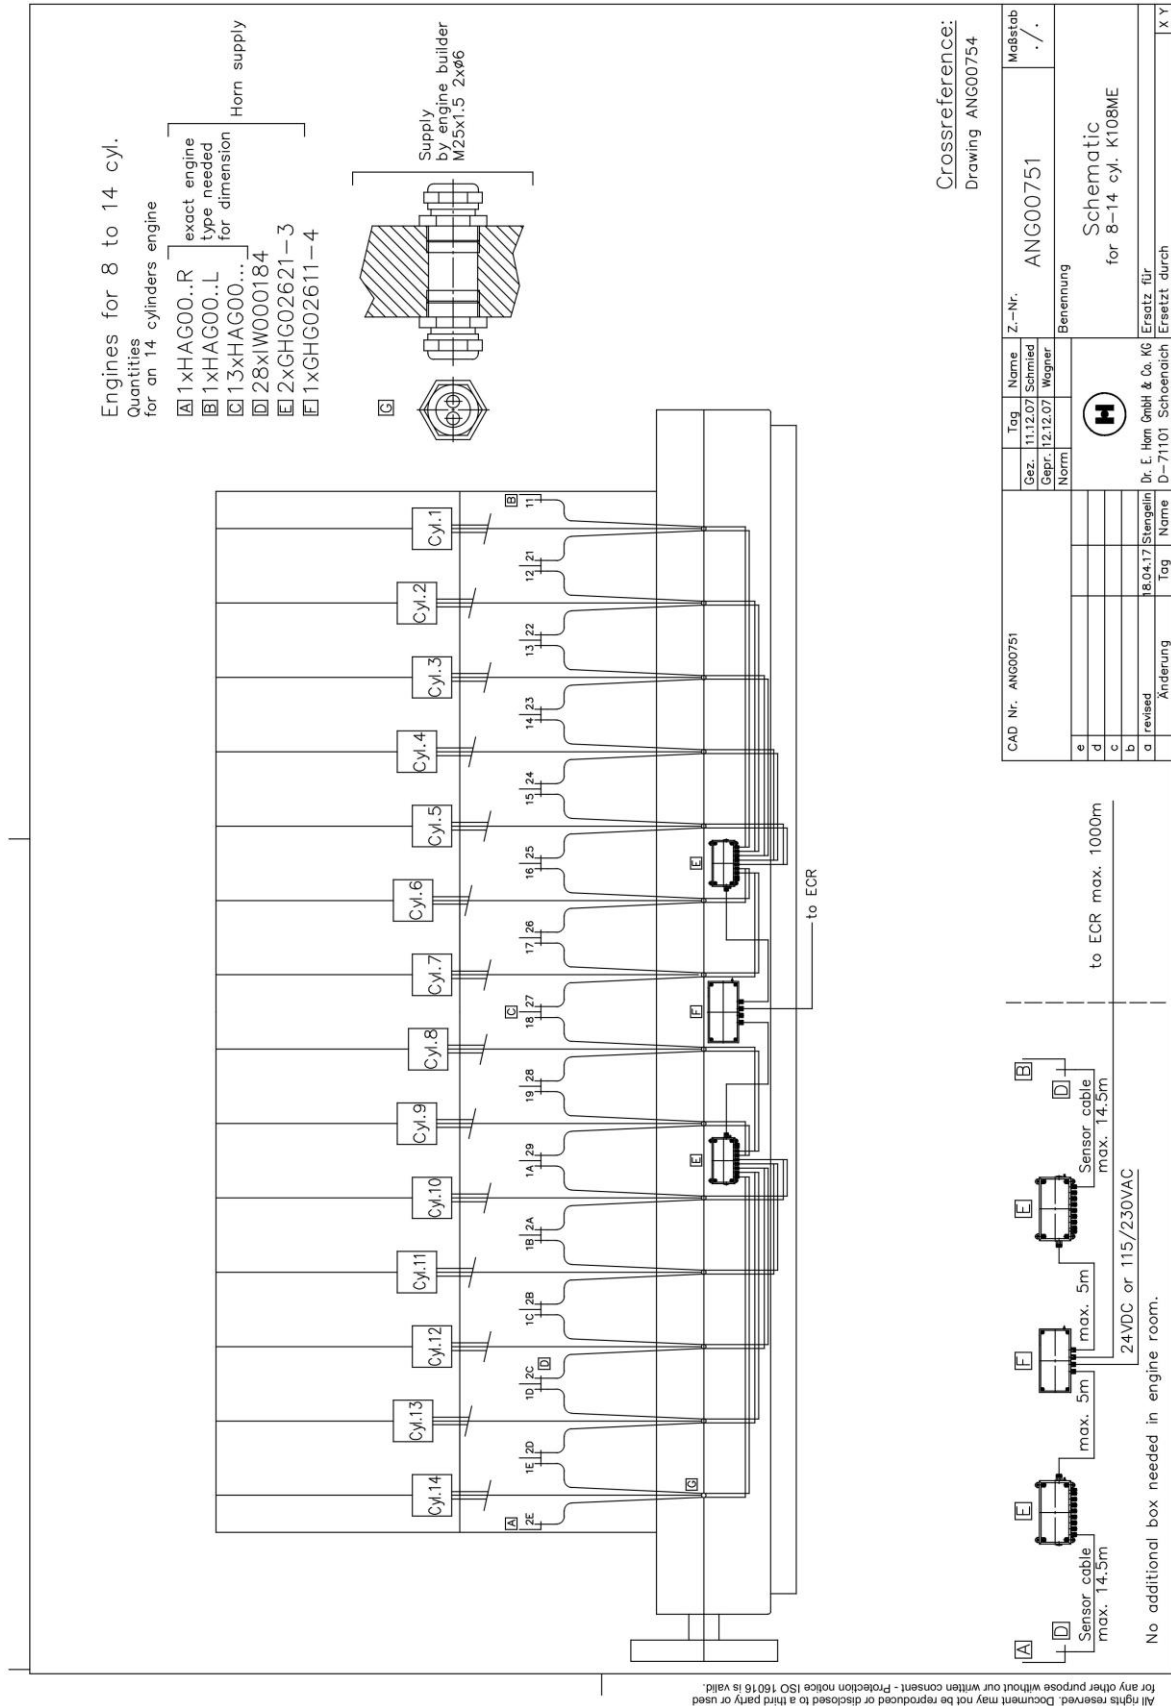 Engines for 8 to 14 cyl.
Quantities
for an 14 cylinders engine
A 1xHAG00..R
B 1xHAG00..L
C 13xHAG00...
D 28xIW000184
E 2xGHG02621-3
F 1xGHG02611-4
exact engine
type needed
for dimension
Horn supply
G
Supply
by engine builder
M25x1.5 2xø6
Cyl.14
Cyl.13
Cyl.12
Cyl.11
Cyl.10
Cyl.9
Cyl.8
Cyl.7
Cyl.6
Cyl.5
Cyl.4
Cyl.3
Cyl.2
Cyl.1
A
2E
1E 2D
1D 2C
D
1C 2B
1B 2A
1A 29
19 28
C
18 27
17 26
16 25
15 24
14 23
13 22
12 21
B
11
G
E
F
E
to ECR
Crossreference:
Drawing ANG00754
A
D
Sensor cable
max. 14.5m
E
max. 5m
F
max. 5m
E
B
D
Sensor cable
max. 14.5m
24VDC or 115/230VAC
to ECR max. 1000m
No additional box needed in engine room.
CAD Nr. ANG00751
e
d
c
b
a revised 18.04.17 Stengelin
Änderung Tag Name
Tag Name
Gez. 11.12.07 Schmied
Gepr. 12.12.07 Wagner
Norm
H
Dr. E. Horn GmbH & Co. KG
D-71101 Schoenaich
Z.-Nr.
ANG00751
Maßstab
./.
Benennung
Schematic
for 8-14 cyl. K108ME
Ersatz für
Ersetzt durch
X Y
All rights reserved. Document may not be reproduced or disclosed to a third party or used
for any other purpose without our written consent - Protection notice ISO 16016 is valid.